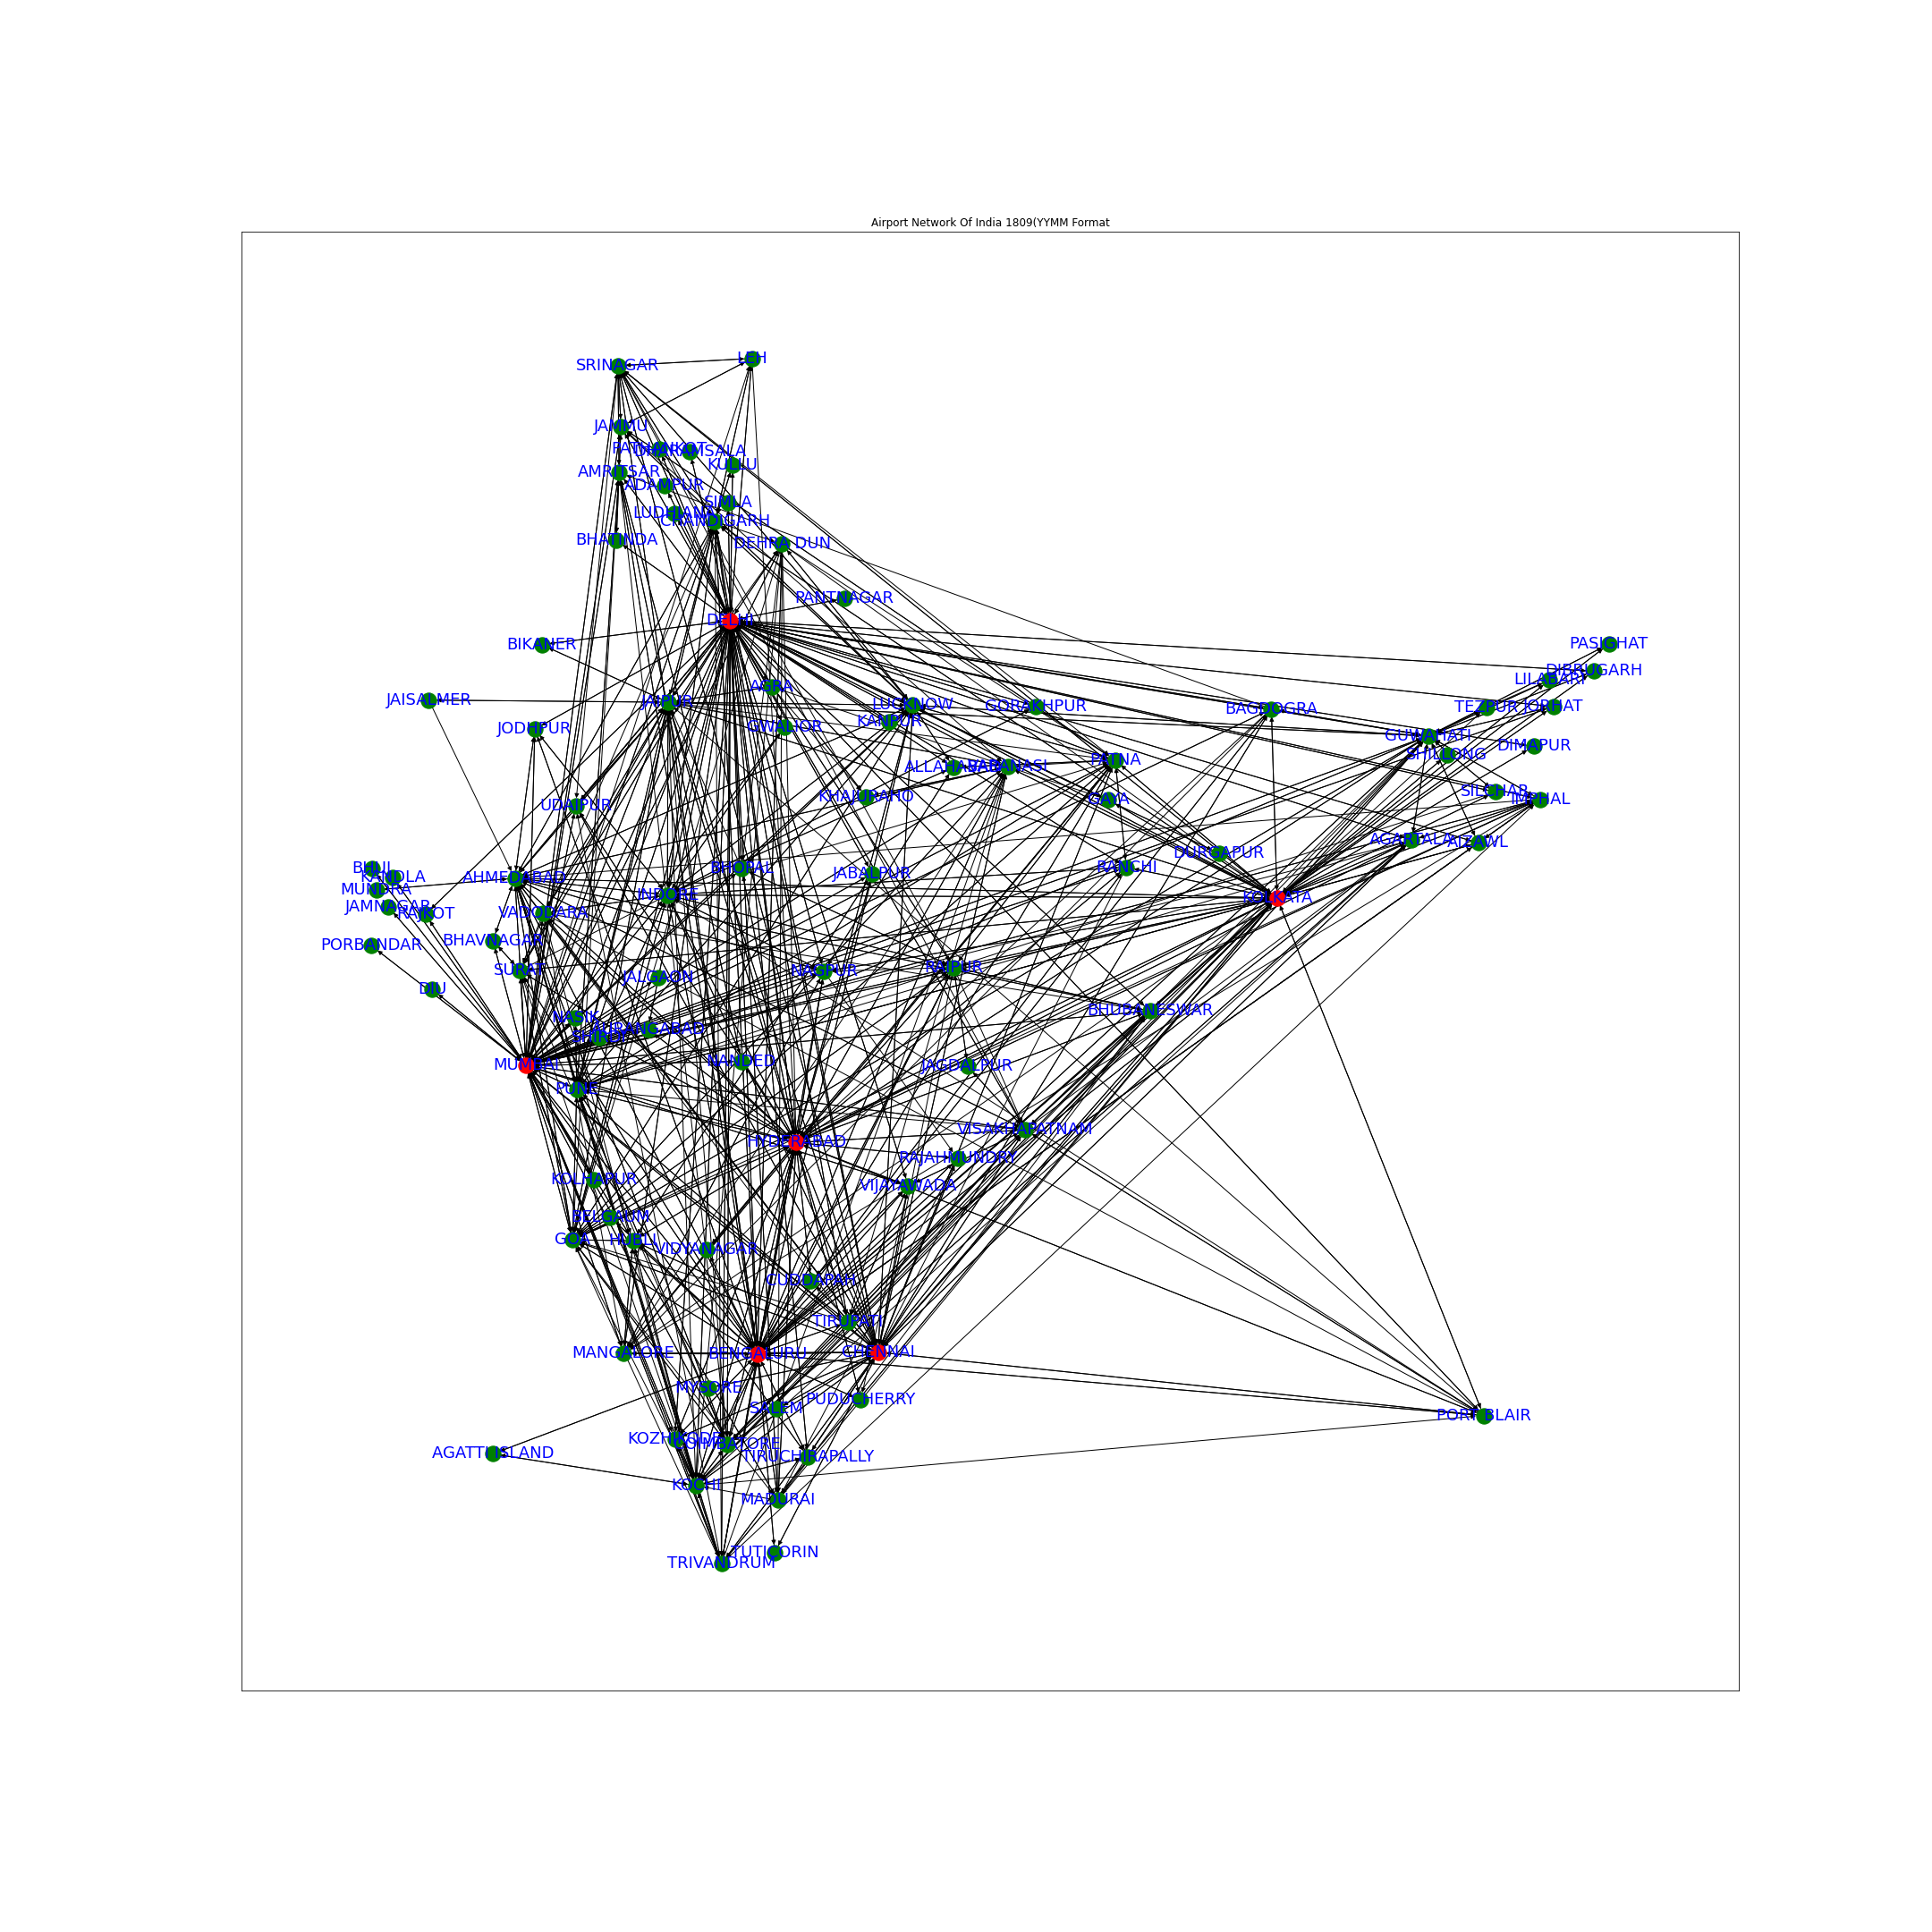 Airport Network Of India 1809(YYMM Format
LEH
SRINAGAR
JAMMU
PATHANKOT
DHARAMSALA
KULLU
AMRITSAR
ADAMPUR
SIMLA
LUDHIANA
CHANDIGARH
BHATINDA
DEHRA DUN
PANTNAGAR
DELHI
BIKANER
PASIGHAT
DIBRUGARH
LILABARI
AGRA
JAISALMER
JAIPUR
LUCKNOW
GORAKHPUR
BAGDOGRA
TEZPUR
JORHAT
KANPUR
JODHPUR
GWALIOR
GUWAHATI
DIMAPUR
SHILLONG
PATNA
ALLAHABAD
VARANASI
SILCHAR
KHAJURAHO
GAYA
IMPHAL
UDAIPUR
AGARTALA
AIZAWL
DURGAPUR
BHUJ
BHOPAL
RANCHI
JABALPUR
KANDLA
AHMEDABAD
MUNDRA
INDORE
KOLKATA
JAMNAGAR
RAJKOT
VADODARA
BHAVNAGAR
PORBANDAR
SURAT
JALGAON
NAGPUR
RAIPUR
DIU
BHUBANESWAR
NASIK
AURANGABAD
SHIRDI
MUMBAI
NANDED
JAGDALPUR
PUNE
VISAKHAPATNAM
HYDERABAD
RAJAHMUNDRY
KOLHAPUR
VIJAYAWADA
BELGAUM
GOA
HUBLI
VIDYANAGAR
CUDDAPAH
TIRUPATI
MANGALORE
BENGALURU
CHENNAI
MYSORE
PUDUCHERRY
SALEM
PORT BLAIR
KOZHIKODE
COIMBATORE
AGATTI ISLAND
TIRUCHIRAPALLY
KOCHI
MADURAI
TUTICORIN
TRIVANDRUM